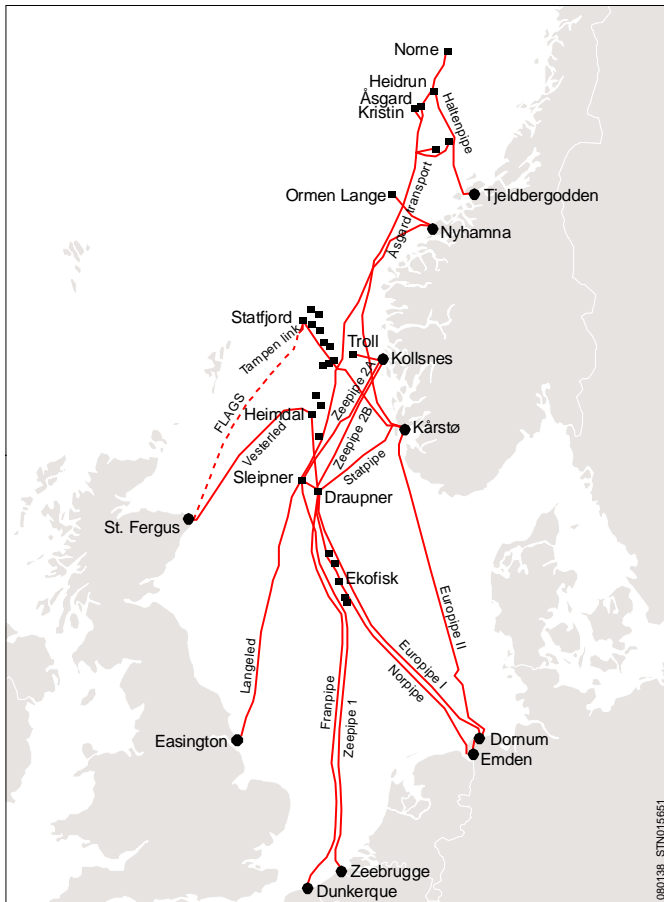 Norne
Heidrun
Åsgard
Kristin
Haltenpipe
Ormen Lange
Tjeldbergodden
Åsgard transport
Nyhamna
Statfjord
Tampen link
Troll
Kollsnes
FLAGS
Zeepipe 2A
Heimdal
Vesterled
Zeepipe 2B
Kårstø
Statpipe
Sleipner
Draupner
St. Fergus
Ekofisk
Europipe II
Langeled
Europipe I
Norpipe
Franpipe
Zeepipe 1
Easington
Dornum
Emden
Zeebrugge
Dunkerque
080138_STN015651